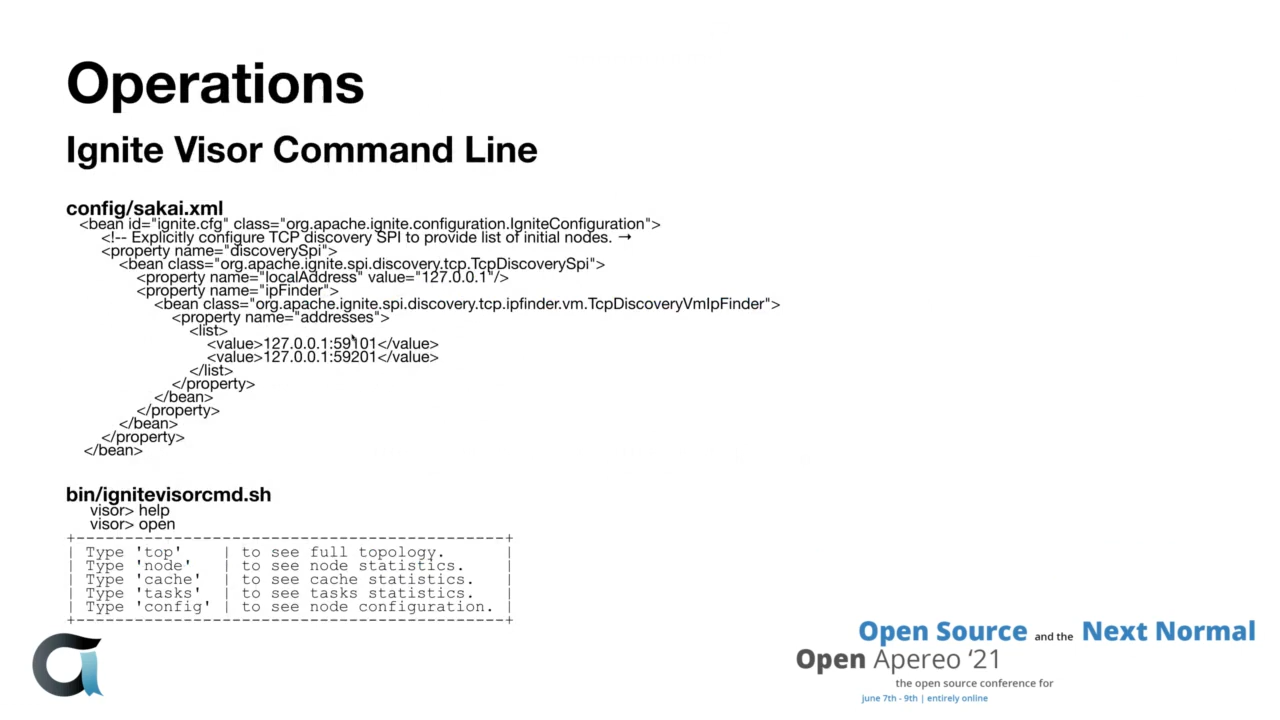 Operations
Ignite Visor Command Line
config/sakai.xml
<bean id="ignite.cfg" class="org.apache.ignite.configuration.IgniteConfiguration">
<!-- Explicitly configure TCP discovery SPI to provide list of initial nodes. →
<property name="discoverySpi">
<bean class="org.apache.ignite.spi.discovery.tcp.TcpDiscoverySpi">
<property name="localAddress" value="127.0.0.1"/>
<property name="ipFinder">
<bean class="org.apache.ignite.spi.discovery.tcp.ipfinder.vm.TcpDiscoveryVmIpFinder">
<property name="addresses">
<list>
<value>127.0.0.1:59101</value>
<value>127.0.0.1:59201</value>
</list>
</property>
</bean>
</property>
</bean>
</property>
</bean>
bin/ignitevisorcmd.sh
visor> help
visor> open
+--------------------------------------------+
| Type 'top'    | to see full topology.      |
| Type 'node'   | to see node statistics.    |
| Type 'cache'  | to see cache statistics.   |
| Type 'tasks'  | to see tasks statistics.   |
| Type 'config' | to see node configuration. |
+--------------------------------------------+
Open Source and the Next Normal
Open Apereo ‘21
the open source conference for
june 7th - 9th | entirely online